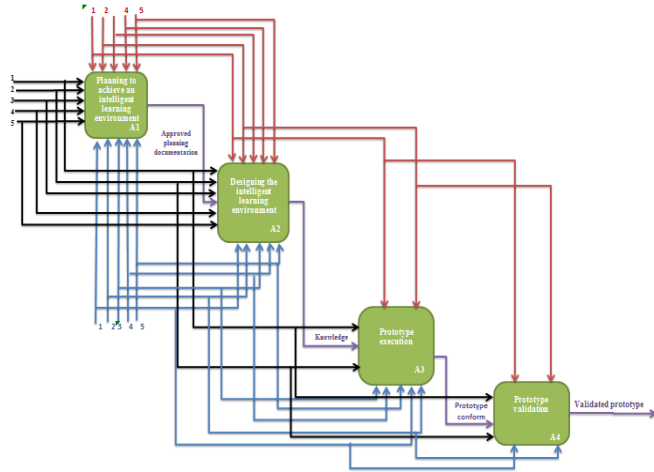 1 2 4 5
1
2
3
4
5
Planning to
achieve an
intelligent
learning
environment
A1
Approved
planning
documentation
Designing the
intelligent
learning
environment
A2
1 2 3 4 5
Knowledge
Prototype
execution
A3
Prototype
conform
Prototype
validation
A4
Validated prototype